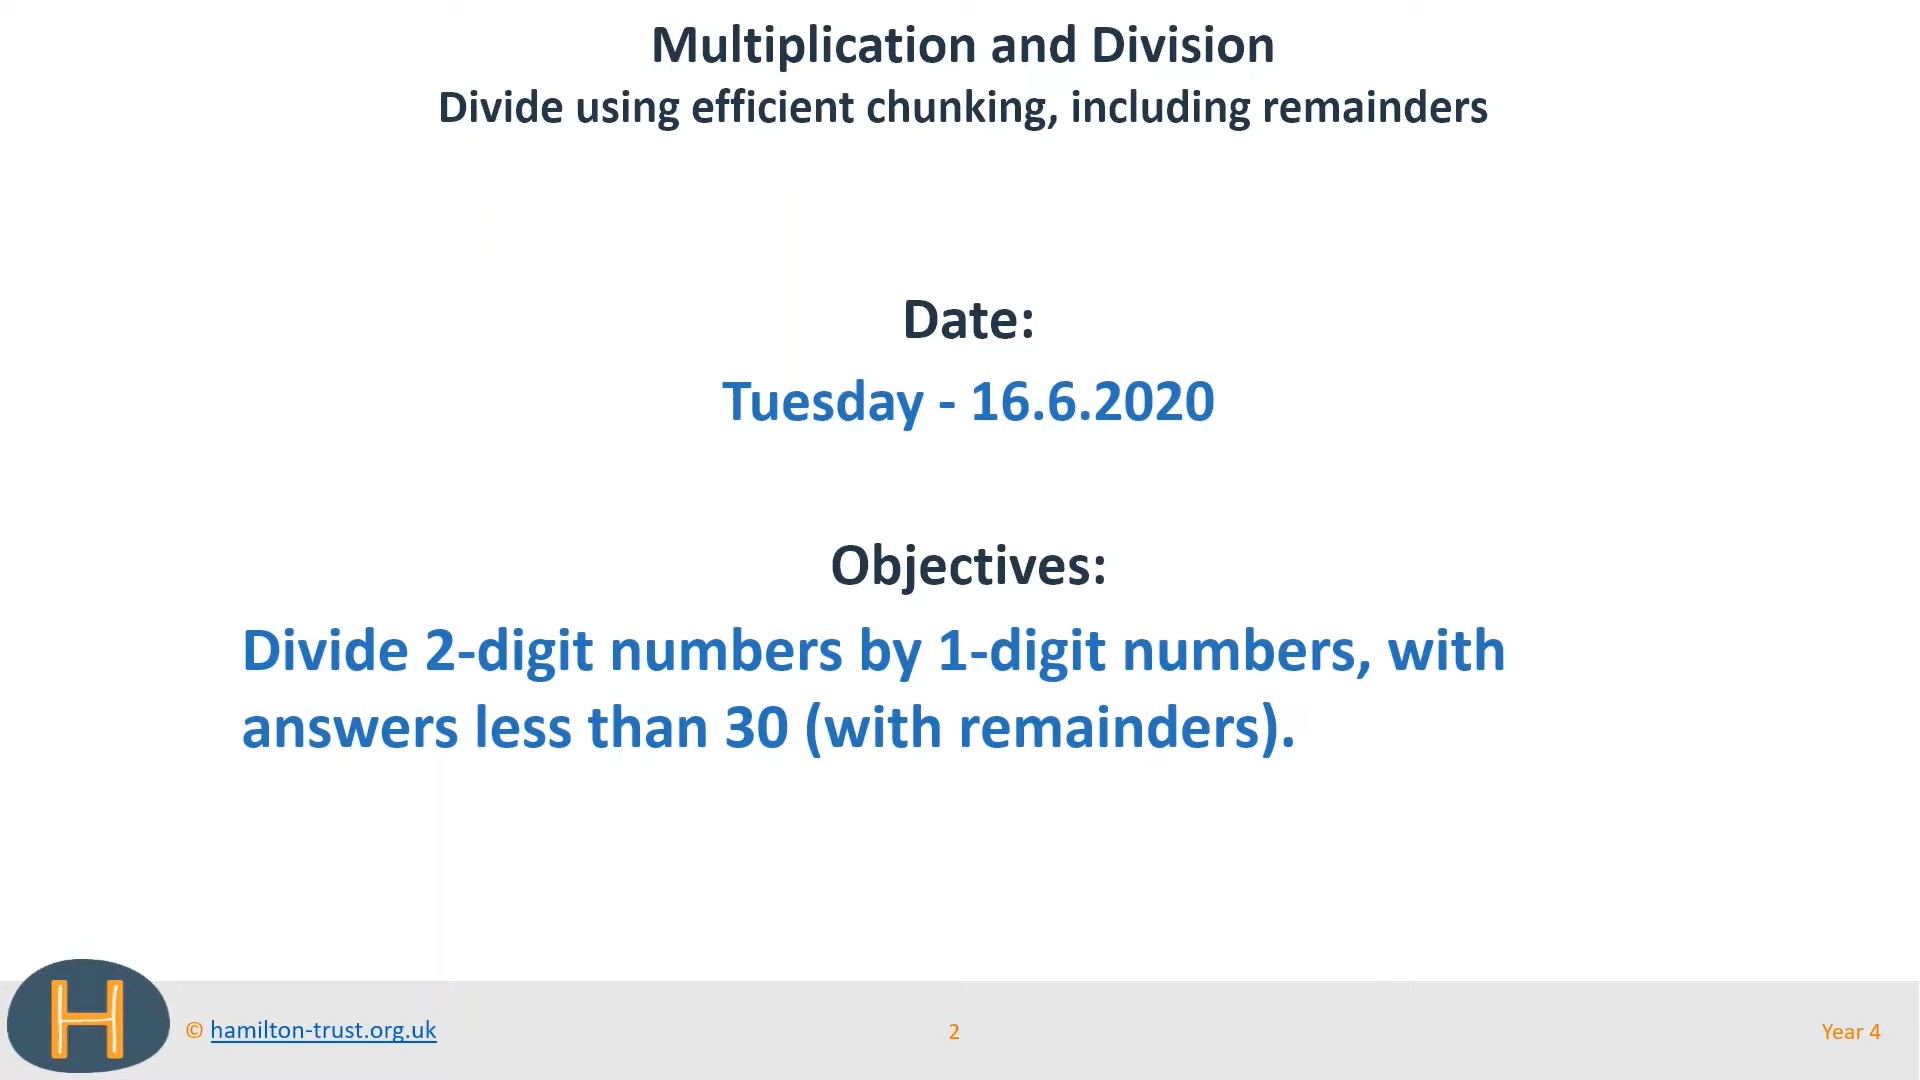 Multiplication and Division
Divide using efficient chunking, including remainders
Date:
Tuesday - 16.6.2020
Objectives:
Divide 2-digit numbers by 1-digit numbers, with
answers less than 30 (with remainders).
H
© hamilton-trust.org.uk
2
Year 4